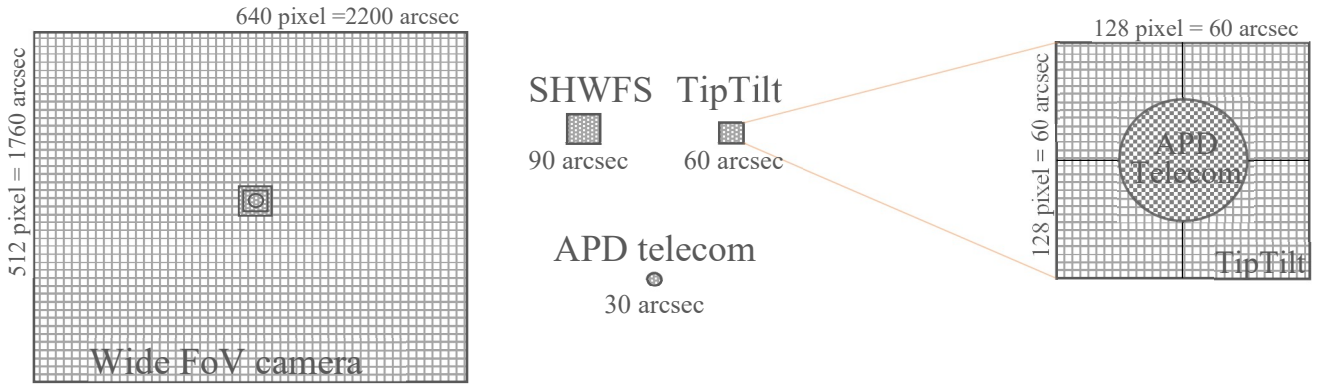 640 pixel =2200 arcsec
512 pixel = 1760 arcsec
Wide FoV camera
SHWFS
90 arcsec
TipTilt
60 arcsec
APD telecom
30 arcsec
128 pixel = 60 arcsec
128 pixel = 60 arcsec
APD
Telecom
TipTilt